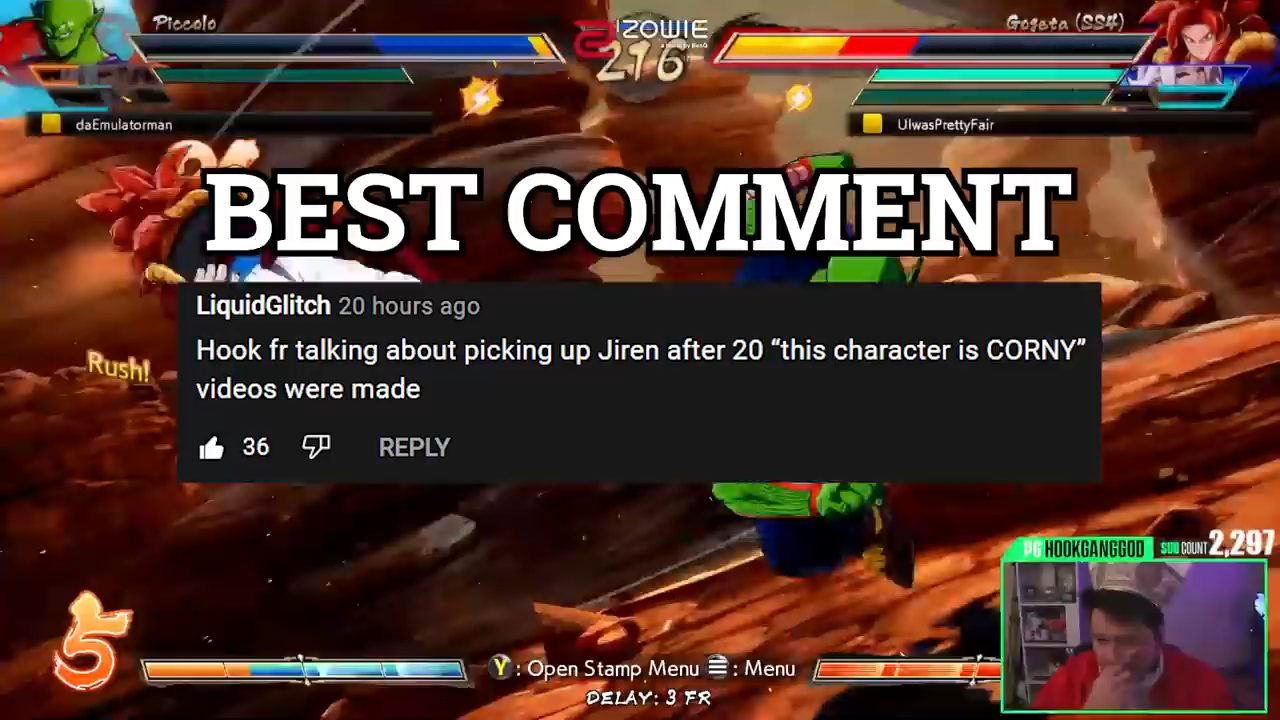 Piccolo
ZOWIE
Gogeta (SS4)
216
daEmulatorman
UIwasPrettyFair
BEST COMMENT
LiquidGlitch 20 hours ago
Hook fr talking about picking up Jiren after 20 “this character is CORNY”
videos were made
36
REPLY
Rush!
PG HOOKGANGGOD SUB COUNT 2,297
5
Y : Open Stamp Menu : Menu
DELAY: 3 FR